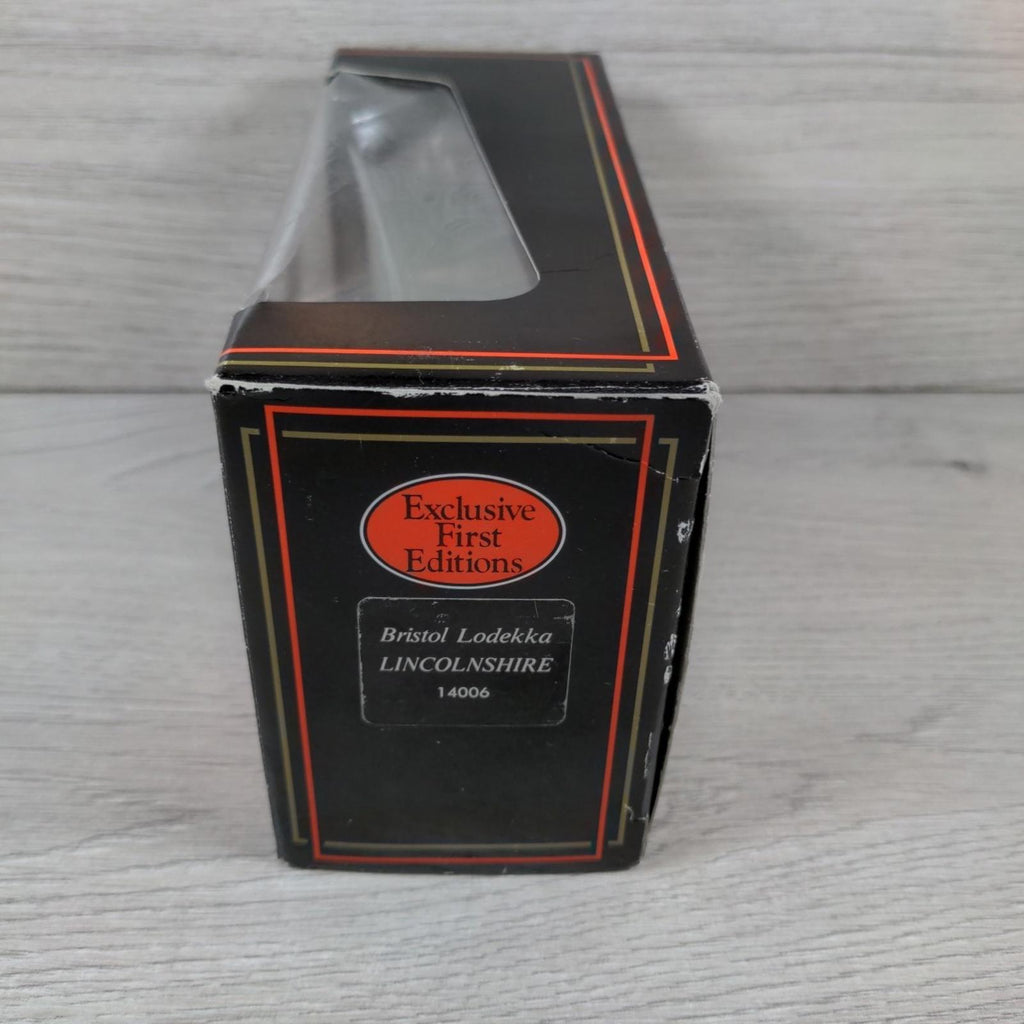 Exclusive
First
Editions
Bristol Lodekka
LINCOLNSHIRE
14006